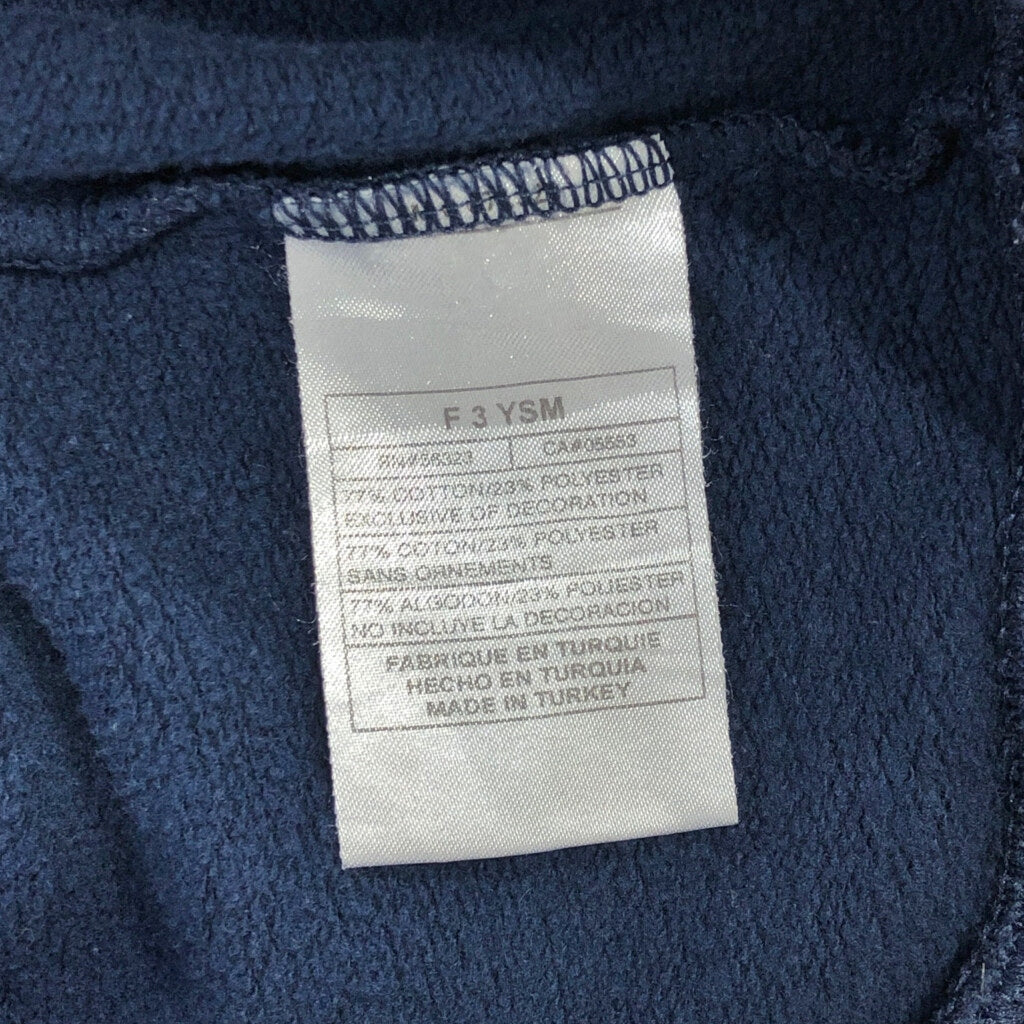 F 3 YSM
RN#56323 CA#05553
77% COTTON/23% POLYESTER
EXCLUSIVE OF DECORATION
77% COTON/23% POLYESTER
SANS ORNEMENTS
77% ALGODON/23% POLIESTER
NO INCLUYE LA DECORACION
FABRIQUE EN TURQUIE
HECHO EN TURQUIA
MADE IN TURKEY